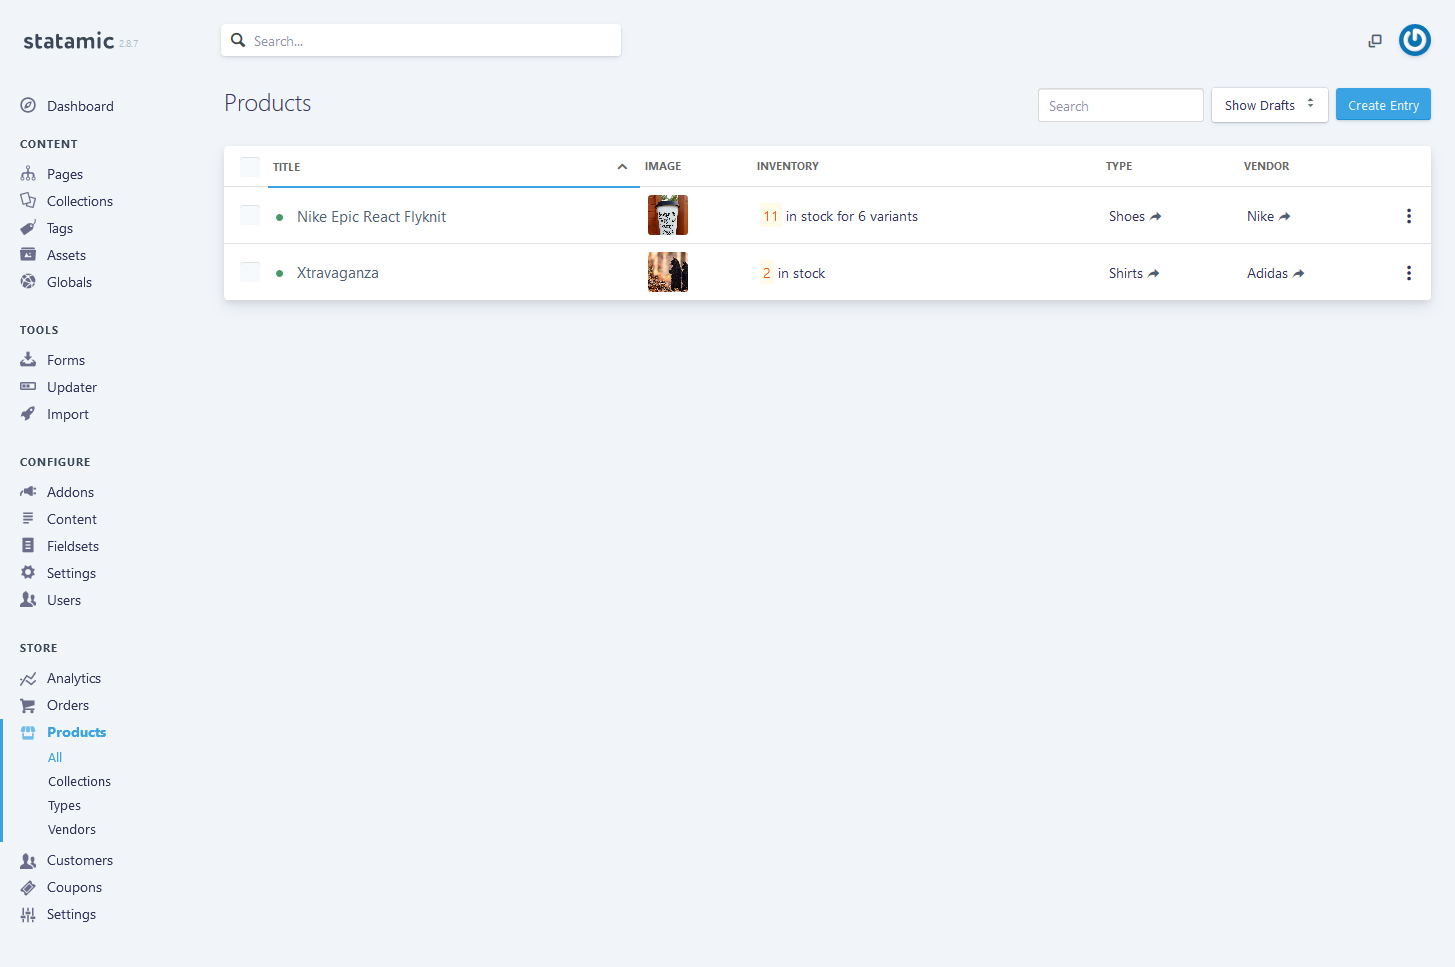 statamic 2.8.7
Search...
Dashboard
CONTENT
Pages
Collections
Tags
Assets
Globals
TOOLS
Forms
Updater
Import
CONFIGURE
Addons
Content
Fieldsets
Settings
Users
STORE
Analytics
Orders
Products
All
Collections
Types
Vendors
Customers
Coupons
Settings
Products
Search
Show Drafts
Create Entry
TITLE IMAGE INVENTORY TYPE VENDOR
Nike Epic React Flyknit 11 in stock for 6 variants Shoes Nike
Xtravaganza 2 in stock Shirts Adidas